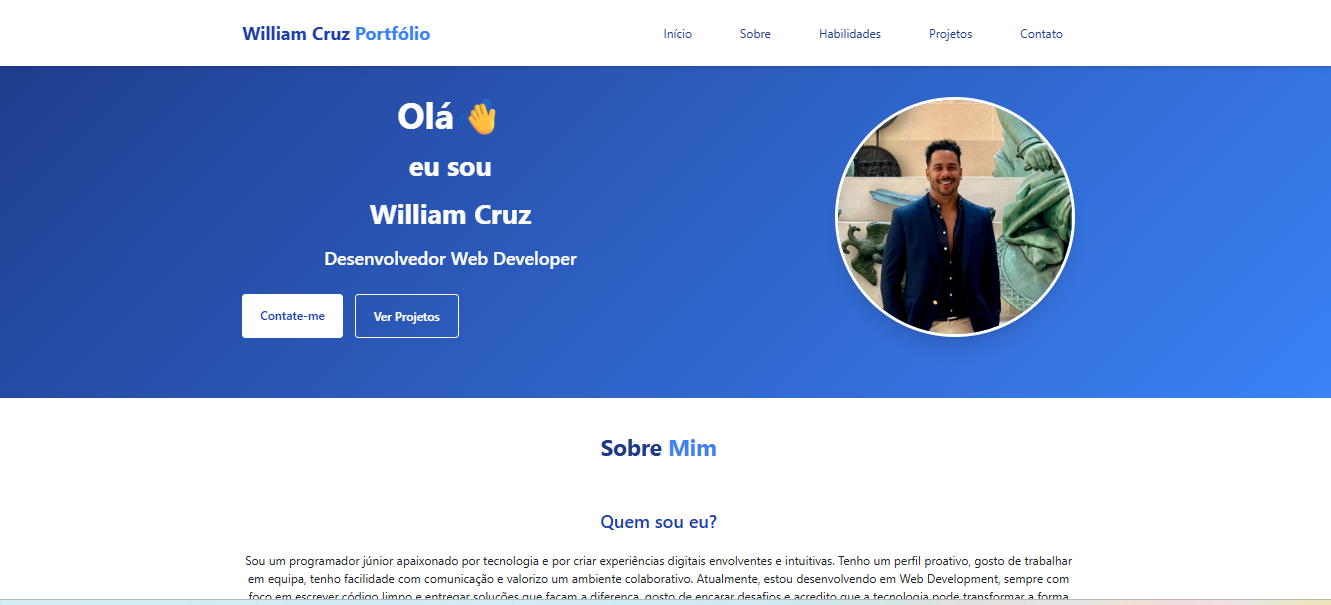 William Cruz Portfólio
Início Sobre Habilidades Projetos Contato
Olá 👋
eu sou
William Cruz
Desenvolvedor Web Developer
Contate-me Ver Projetos
Sobre Mim
Quem sou eu?
Sou um programador júnior apaixonado por tecnologia e por criar experiências digitais envolventes e intuitivas. Tenho um perfil proativo, gosto de trabalhar
em equipa, tenho facilidade com comunicação e valorizo um ambiente colaborativo. Atualmente, estou desenvolvendo em Web Development, sempre com
foco em escrever código limpo e entregar soluções que façam a diferença. gosto de encarar desafios e acredito que a tecnologia pode transformar a forma